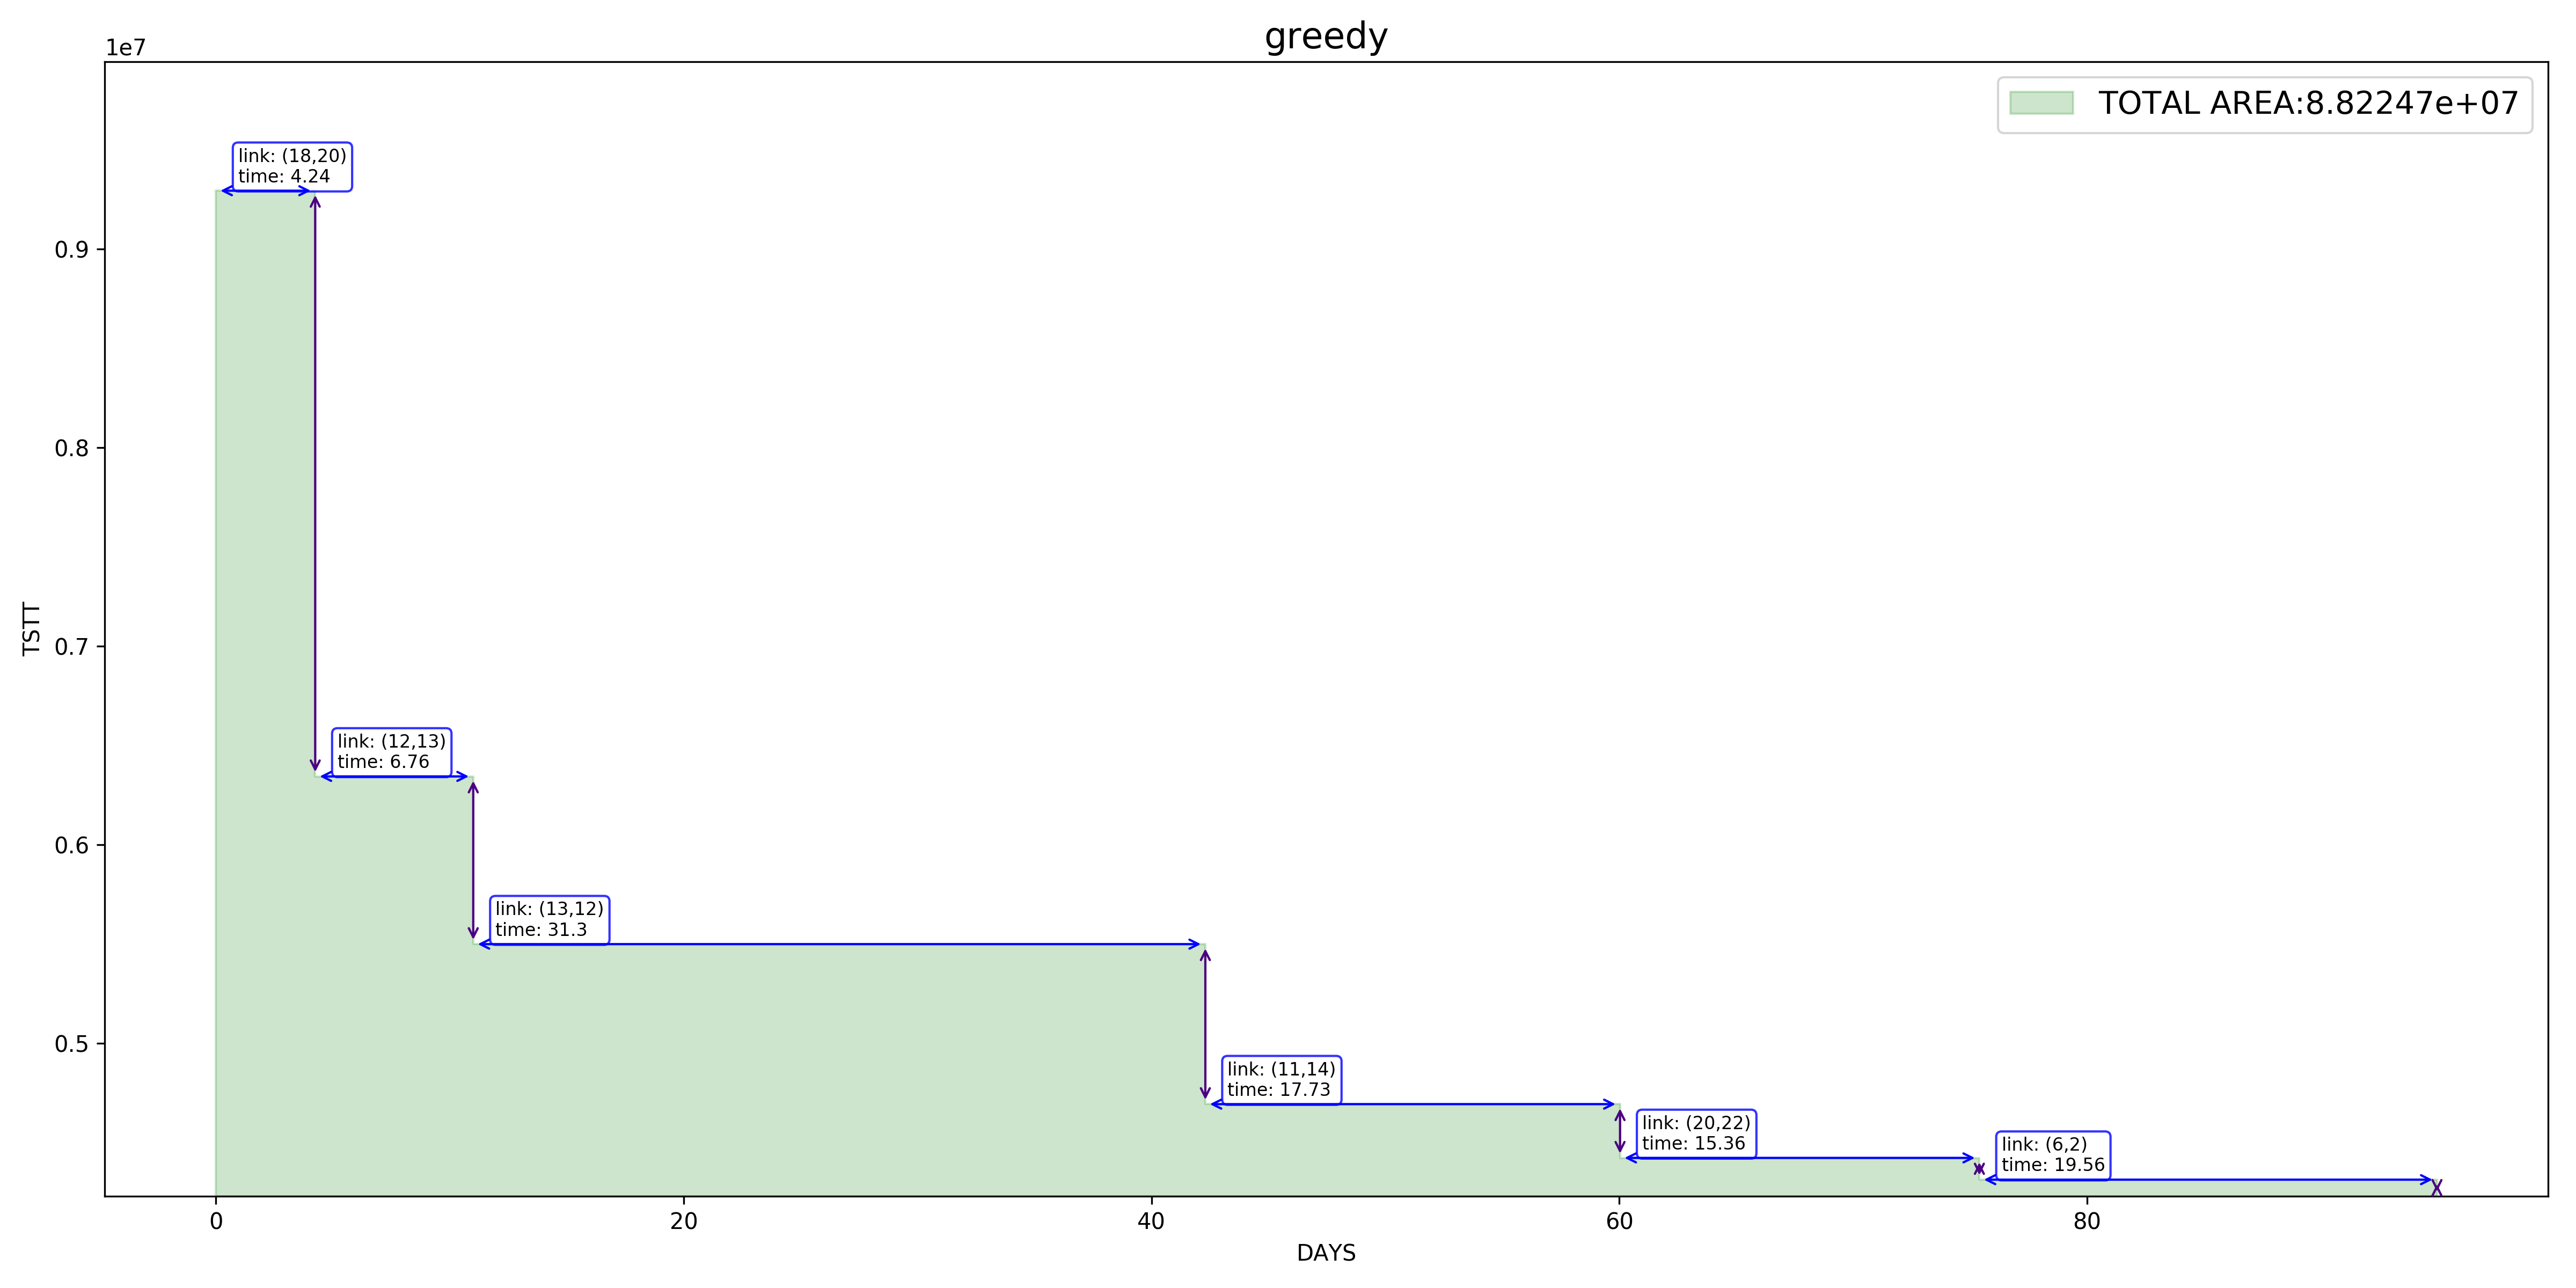 greedy
1e7
TOTAL AREA:8.82247e+07
link: (18,20)
time: 4.24
0.9
0.8
0.7
TSTT
link: (12,13)
time: 6.76
0.6
link: (13,12)
time: 31.3
0.5
link: (11,14)
time: 17.73
link: (20,22)
time: 15.36
link: (6,2)
time: 19.56
0
20
40
60
80
DAYS